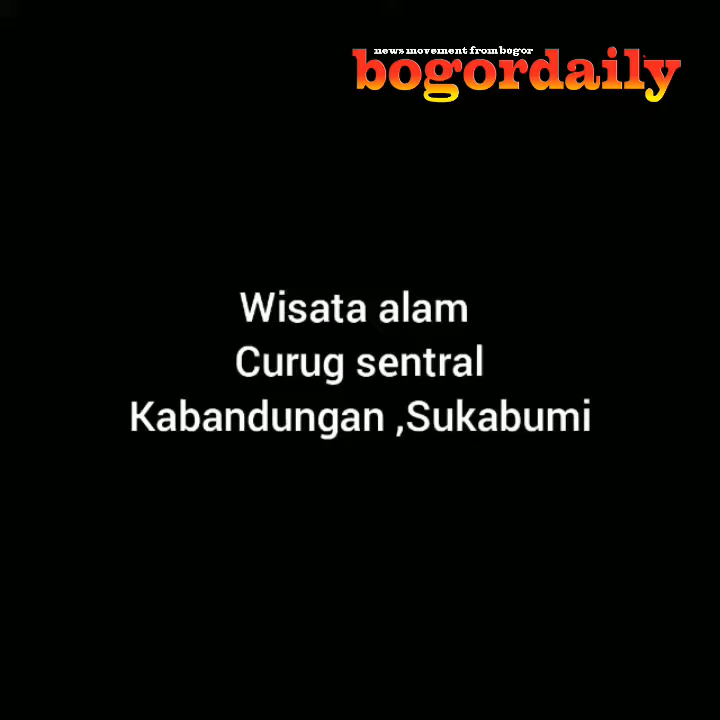 news movement from bogor
bogordaily
Wisata alam
Curug sentral
Kabandungan ,Sukabumi